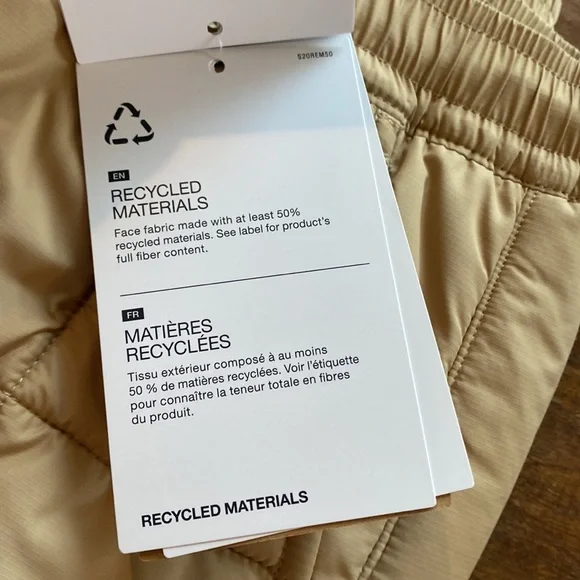 S20REM50
EN
RECYCLED
MATERIALS
Face fabric made with at least 50%
recycled materials. See label for product's
full fiber content.
FR
MATIÈRES
RECYCLÉES
Tissu extérieur composé à au moins
50 % de matières recyclées. Voir l'étiquette
pour connaître la teneur totale en fibres
du produit.
RECYCLED MATERIALS